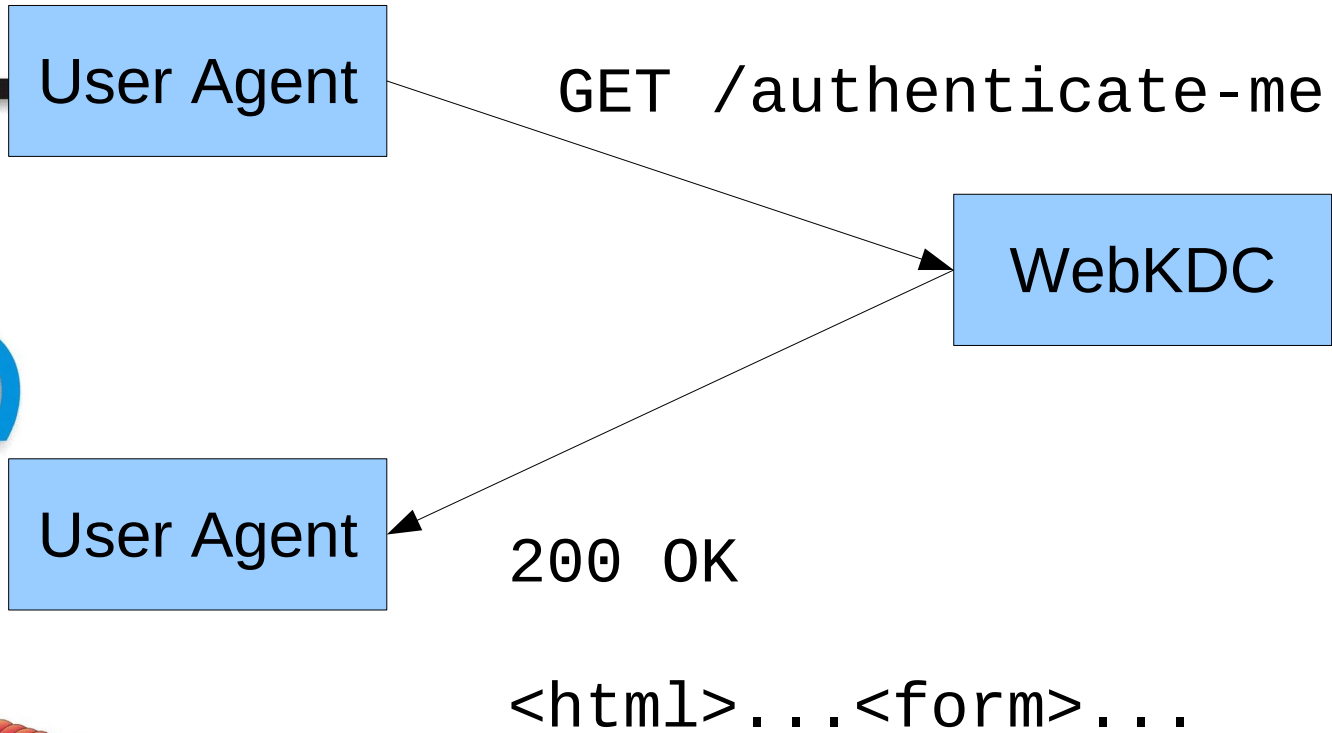 User Agent
GET /authenticate-me
WebKDC
User Agent
200 OK
<html>...<form>...